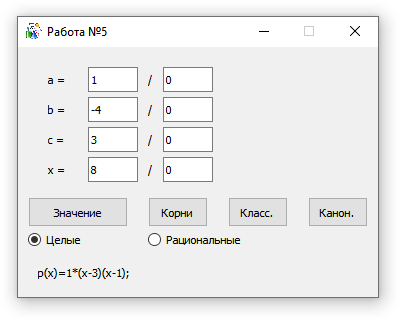 Работа №5
a = 1 / 0
b = -4 / 0
c = 3 / 0
x = 8 / 0
Значение Корни Класс. Канон.
Целые Рациональные
p(x)=1*(x-3)(x-1);